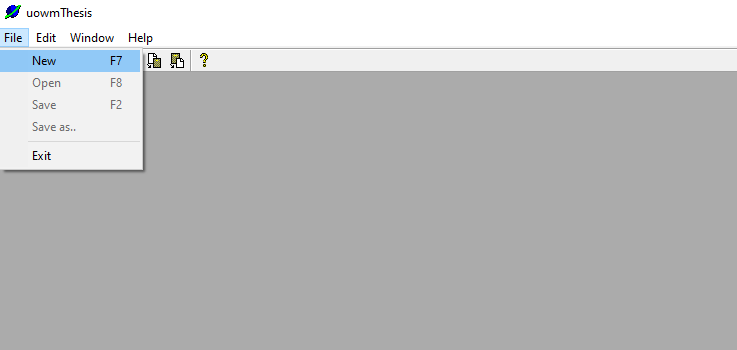 uowmThesis
File Edit Window Help
New F7
Open F8
Save F2
Save as..
Exit